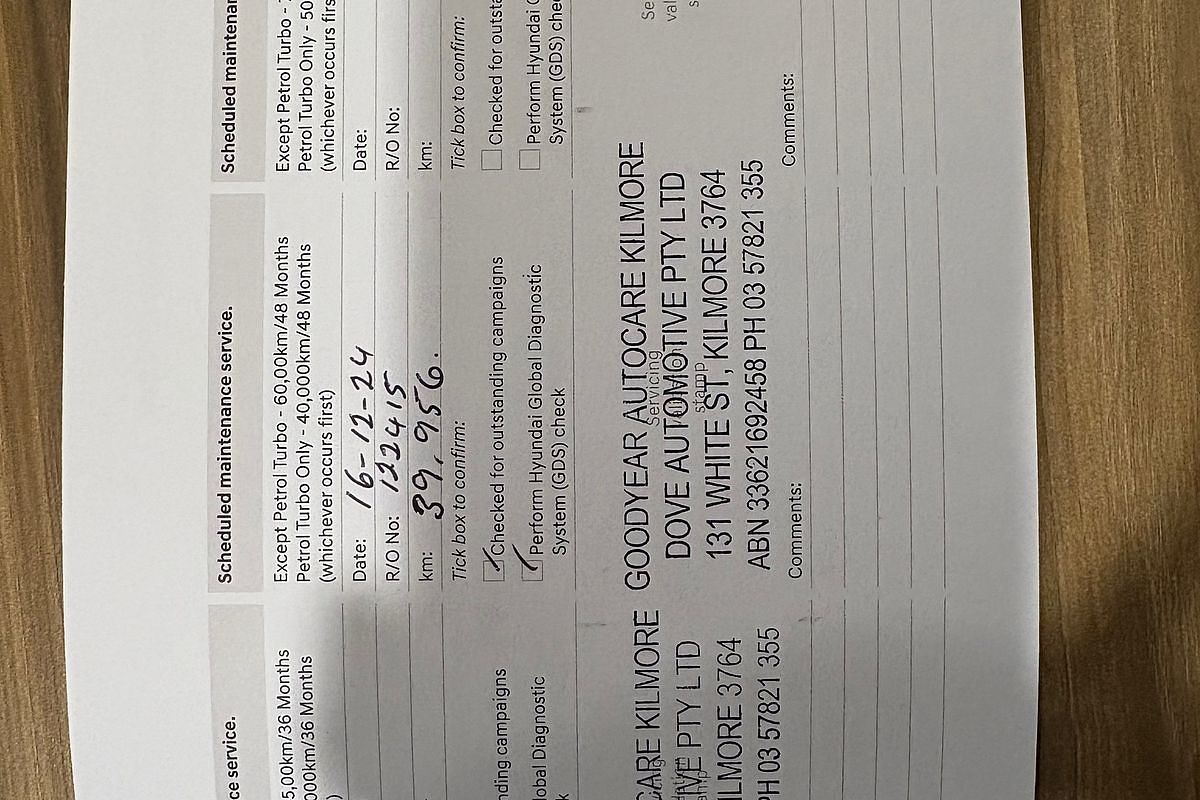 ce service.
5,00km/36 Months
000km/36 Months
)
nding campaigns
lobal Diagnostic
k
CARE KILMORE
IVE PTY LTD
ILMORE 3764
PH 03 57821 355
Scheduled maintenance service.
Except Petrol Turbo - 60,00km/48 Months
Petrol Turbo Only - 40,000km/48 Months
(whichever occurs first)
Date: 16-12-24
R/O No: 122415
km: 39,956.
Tick box to confirm:
Checked for outstanding campaigns
Perform Hyundai Global Diagnostic
System (GDS) check
Servicing
stamp
GOODYEAR AUTOCARE KILMORE
DOVE AUTOMOTIVE PTY LTD
131 WHITE ST, KILMORE 3764
ABN 33621692458 PH 03 57821 355
Comments:
Scheduled maintenan
Except Petrol Turbo -
Petrol Turbo Only - 50
(whichever occurs firs
Date:
R/O No:
km:
Tick box to confirm:
Checked for outsta
Perform Hyundai G
System (GDS) chec
Se
val
s
Comments: